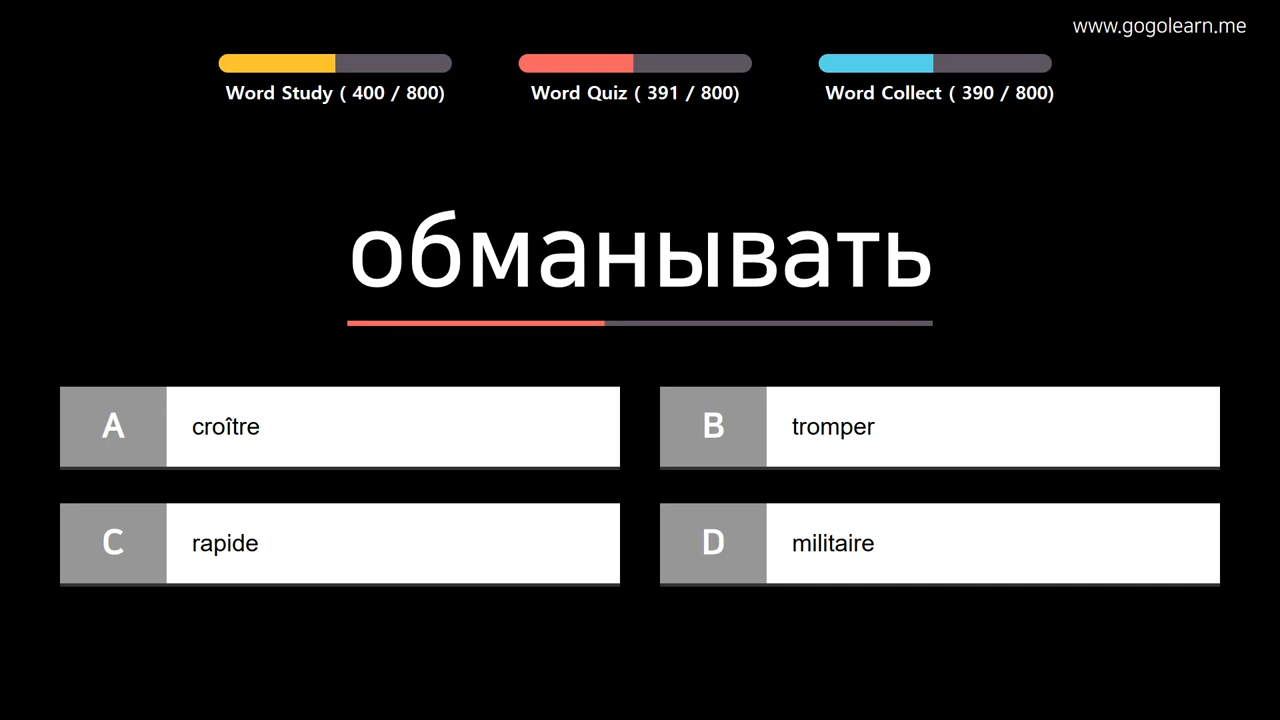 www.gogolearn.me
Word Study ( 400 / 800)
Word Quiz ( 391 / 800)
Word Collect ( 390 / 800)
обманывать
A croître
B tromper
C rapide
D militaire